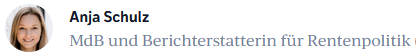 Anja Schulz
MdB und Berichterstatterin für Rentenpolitik